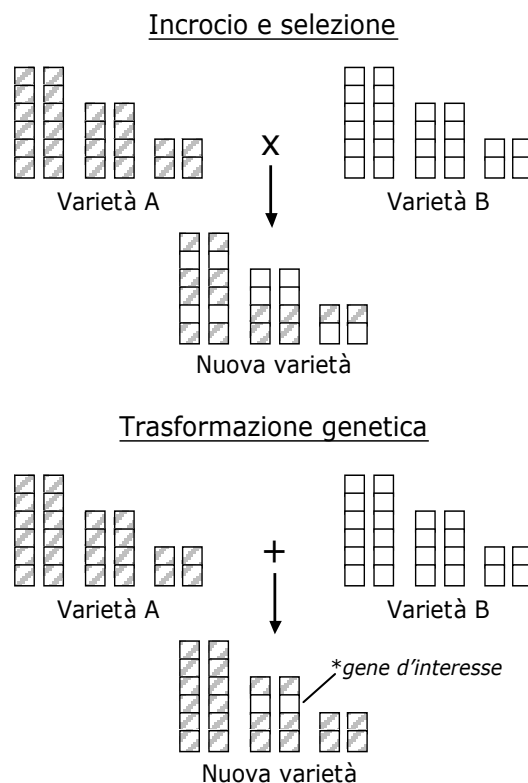 Incrocio e selezione
x
Varietà A
Varietà B
Nuova varietà
Trasformazione genetica
+
Varietà A
Varietà B
*gene d'interesse
Nuova varietà